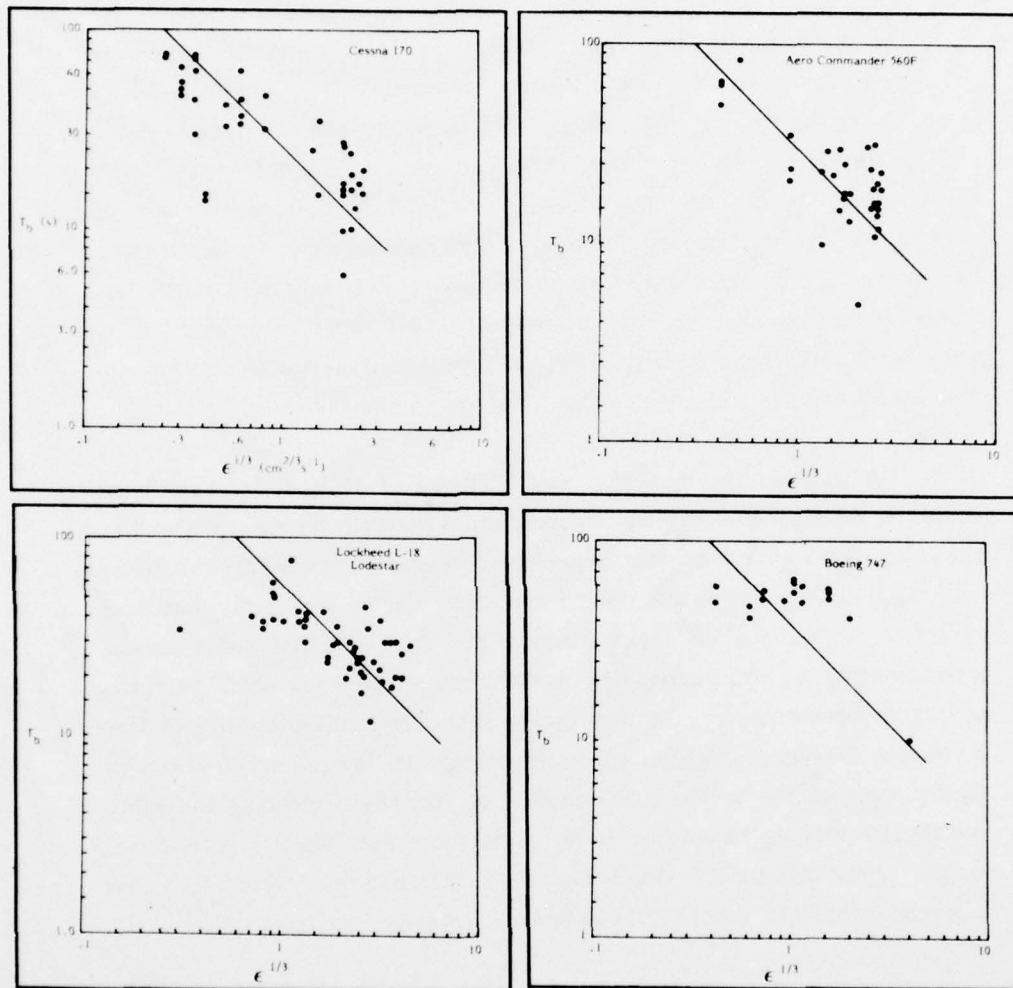 100
Cessna 170
60
30
T_b (s)
10
6.0
3.0
1.0
.1 .3 .6 1 3 10
ϵ^1/3 (cm^2/3 s^-1)
100
Aero Commander 560F
T_b
10
1
.1 1 10
ϵ^1/3
100
Lockheed L-18
Lodestar
T_b
10
1.0
.1 1 10
ϵ^1/3
100
Boeing 747
T_b
10
1
.1 1 10
ϵ^1/3